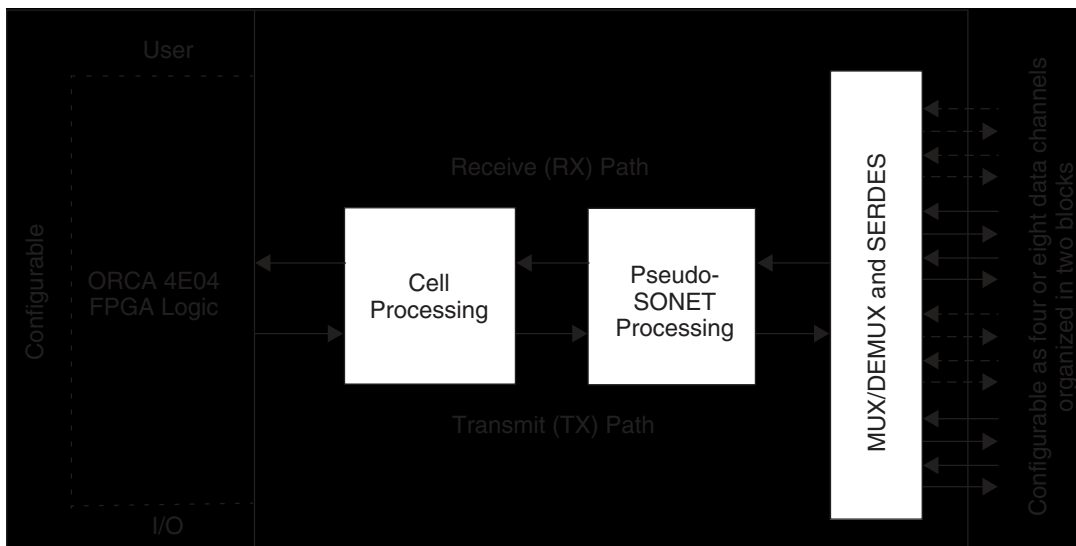 User
Receive (RX) Path
Configurable
ORCA 4E04
FPGA Logic
Cell
Processing
Pseudo-
SONET
Processing
MUX/DEMUX and SERDES
Configurable as four or eight data channels
organized in two blocks
Transmit (TX) Path
I/O